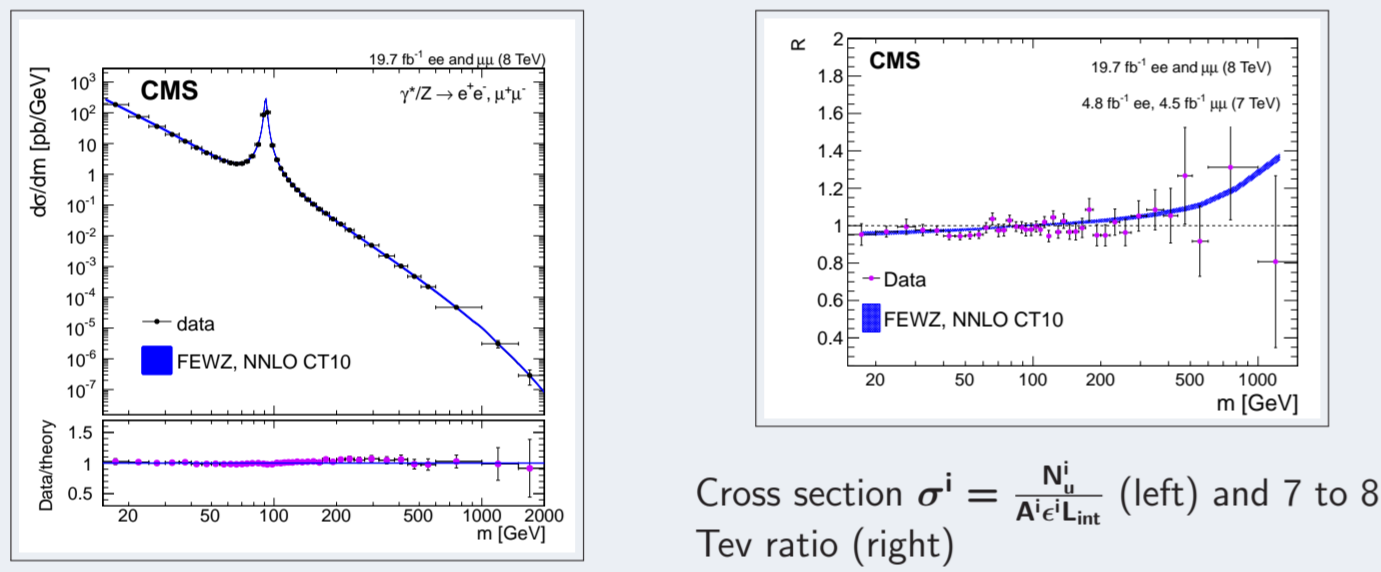 19.7 fb⁻¹ ee and μμ (8 TeV)
CMS
γ*/Z → e⁺e⁻, μ⁺μ⁻
dσ/dm [pb/GeV]
10³
10²
10
1
10⁻¹
10⁻²
10⁻³
10⁻⁴
10⁻⁵
10⁻⁶
10⁻⁷
data
FEWZ, NNLO CT10
Data/theory
1.5
1
0.5
20 50 100 200 500 1000 2000
m [GeV]
R
2
1.8
1.6
1.4
1.2
1
0.8
0.6
0.4
CMS
19.7 fb⁻¹ ee and μμ (8 TeV)
4.8 fb⁻¹ ee, 4.5 fb⁻¹ μμ (7 TeV)
Data
FEWZ, NNLO CT10
20 50 100 200 500 1000
m [GeV]
Cross section σⁱ = Nᵤⁱ / AⁱϵⁱL_int (left) and 7 to 8
Tev ratio (right)